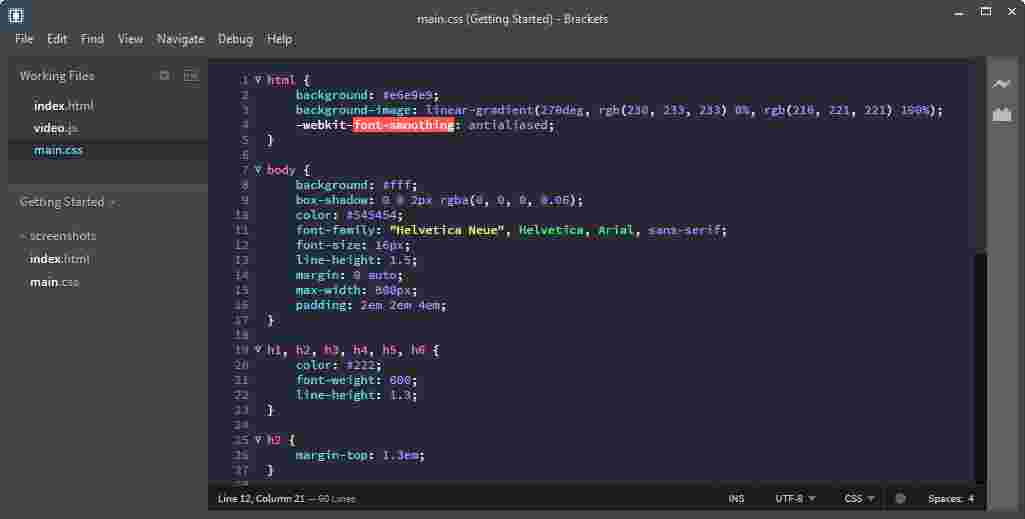 main.css (Getting Started) - Brackets
File Edit Find View Navigate Debug Help
Working Files
index.html
video.js
main.css
Getting Started
screenshots
index.html
main.css
1 html {
2 background: #e6e9e9;
3 background-image: linear-gradient(270deg, rgb(230, 233, 233) 0%, rgb(216, 221, 221) 100%);
4 -webkit-font-smoothing: antialiased;
5 }
6
7 body {
8 background: #fff;
9 box-shadow: 0 0 2px rgba(0, 0, 0, 0.06);
10 color: #545454;
11 font-family: "Helvetica Neue", Helvetica, Arial, sans-serif;
12 font-size: 16px;
13 line-height: 1.5;
14 margin: 0 auto;
15 max-width: 800px;
16 padding: 2em 2em 4em;
17 }
18
19 h1, h2, h3, h4, h5, h6 {
20 color: #222;
21 font-weight: 600;
22 line-height: 1.3;
23 }
24
25 h2 {
26 margin-top: 1.3em;
27 }
Line 12, Column 21 — 60 Lines INS UTF-8 CSS Spaces: 4